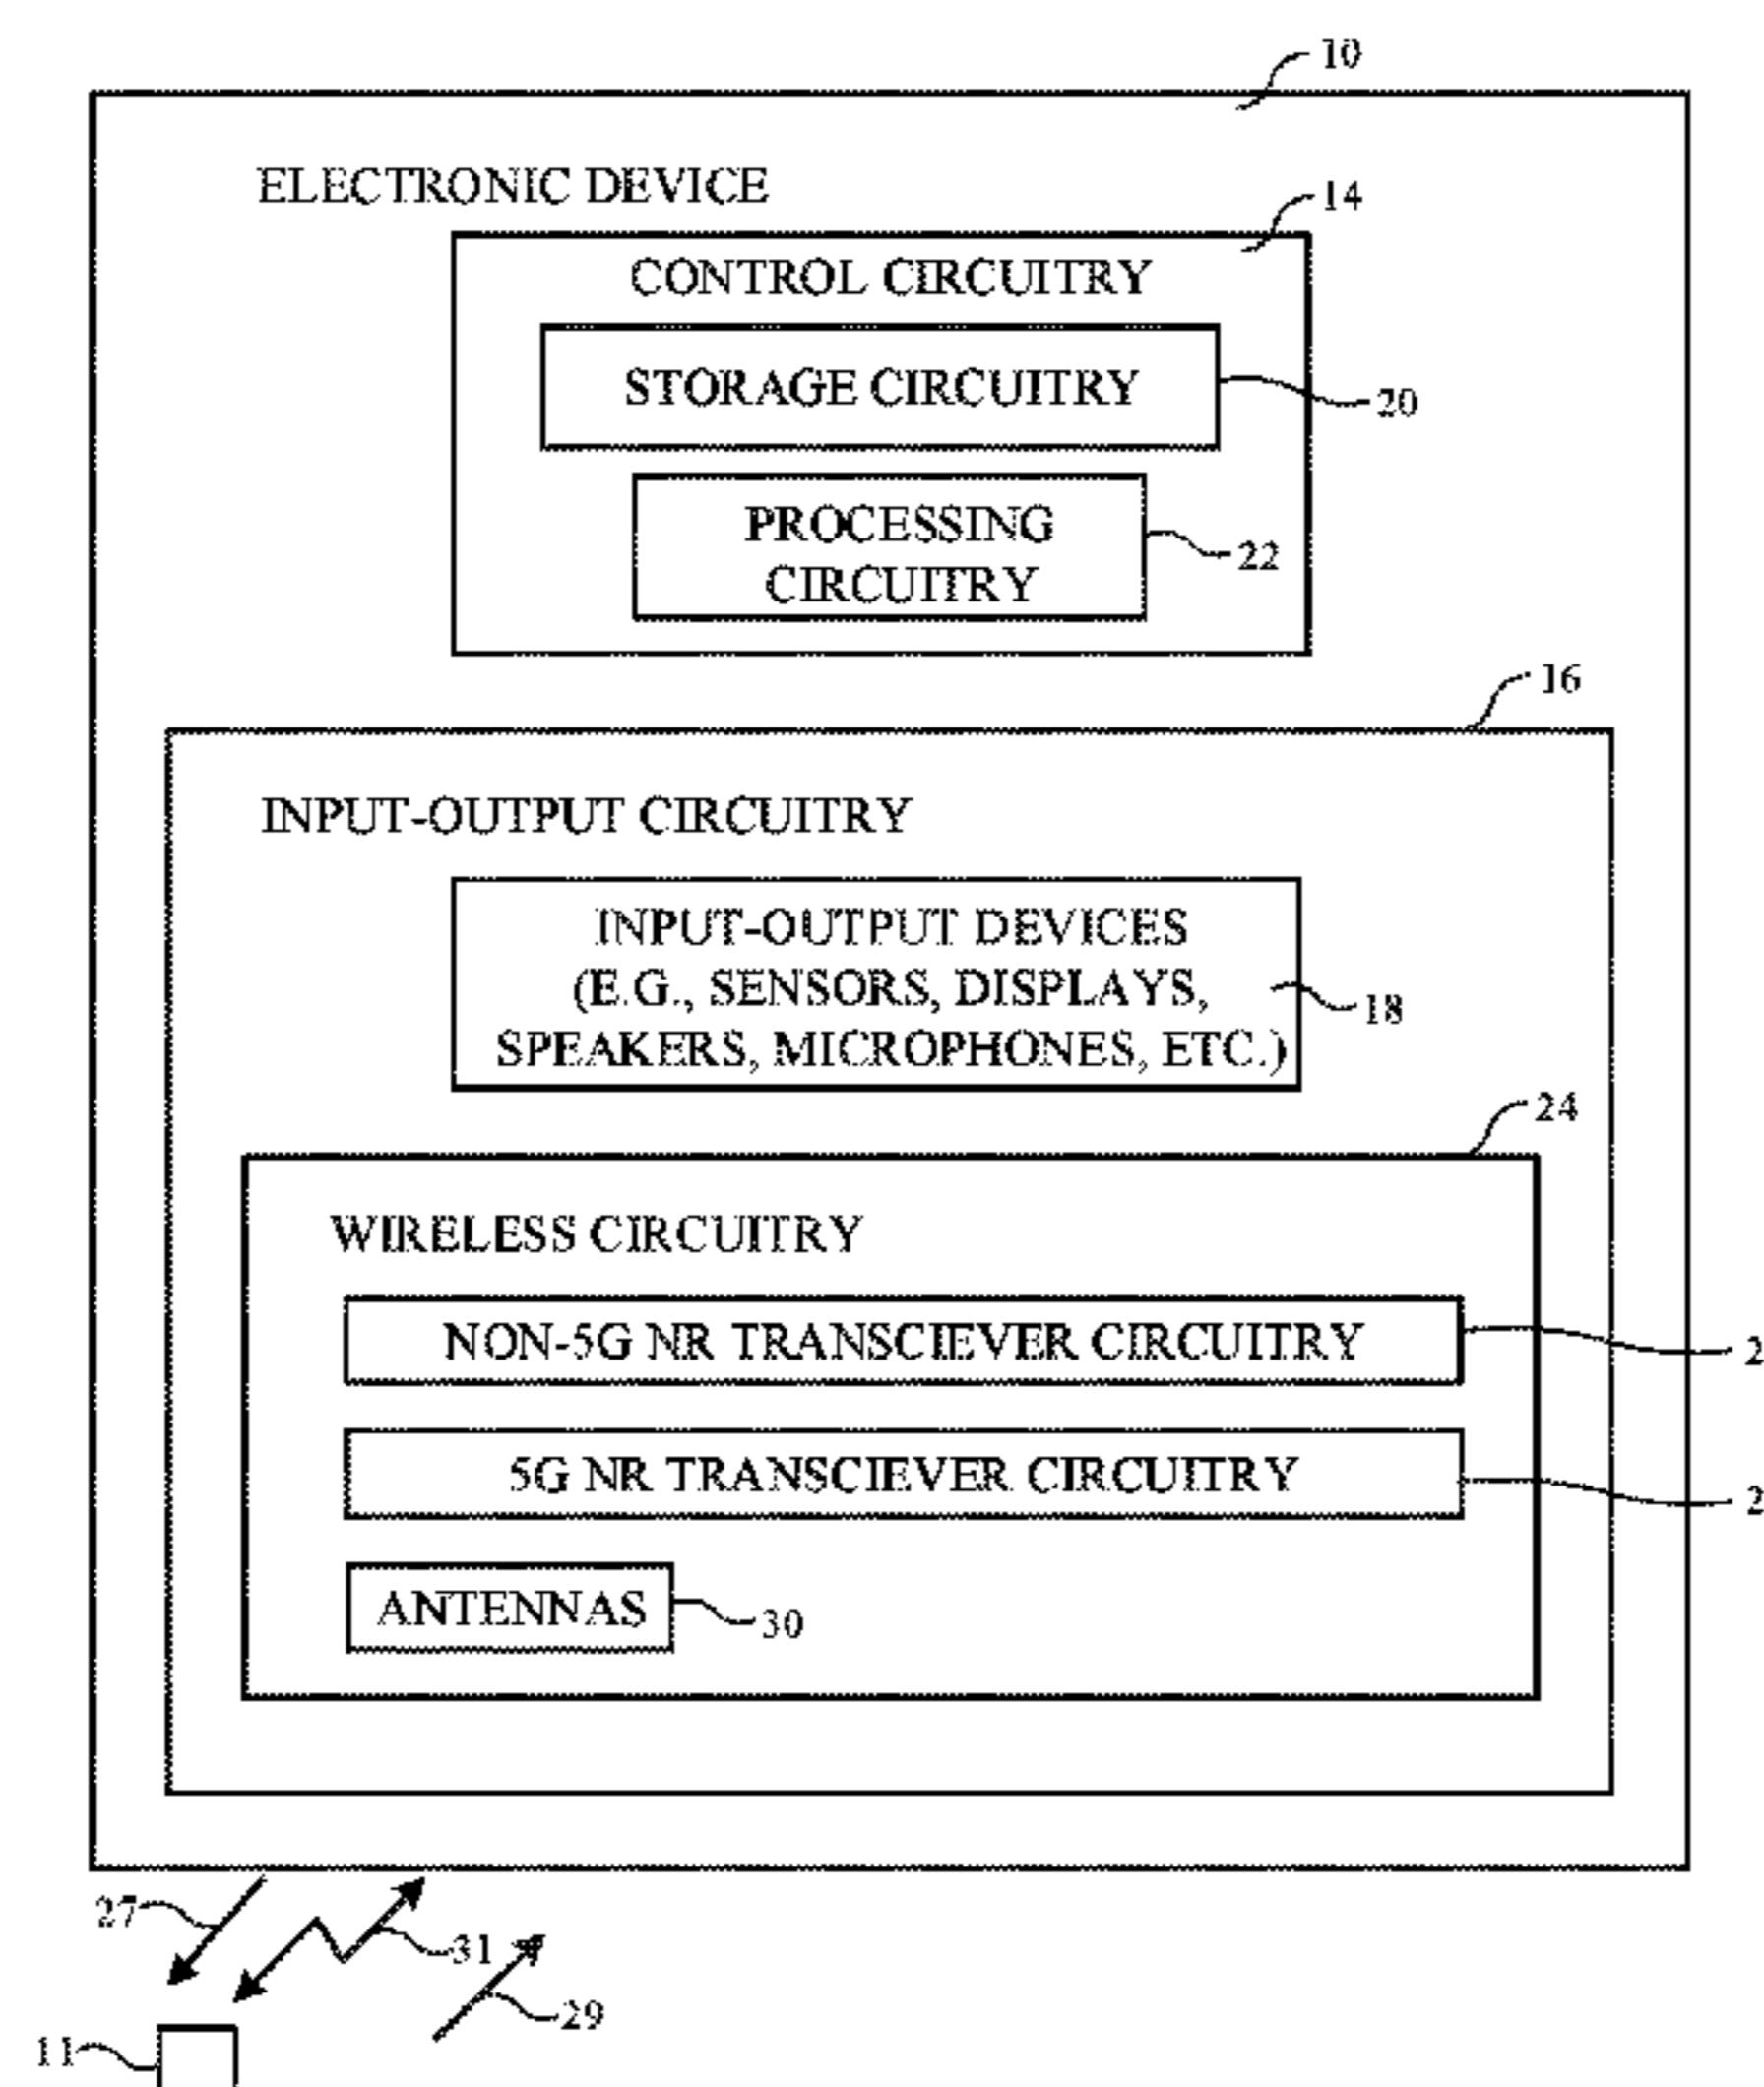 10
ELECTRONIC DEVICE
14
CONTROL CIRCUITRY
STORAGE CIRCUITRY
20
PROCESSING
CIRCUITRY
22
16
INPUT-OUTPUT CIRCUITRY
INPUT-OUTPUT DEVICES
(E.G., SENSORS, DISPLAYS,
SPEAKERS, MICROPHONES, ETC.)
18
24
WIRELESS CIRCUITRY
NON-5G NR TRANSCIEVER CIRCUITRY
2
5G NR TRANSCIEVER CIRCUITRY
2
ANTENNAS
30
27
31
29
11